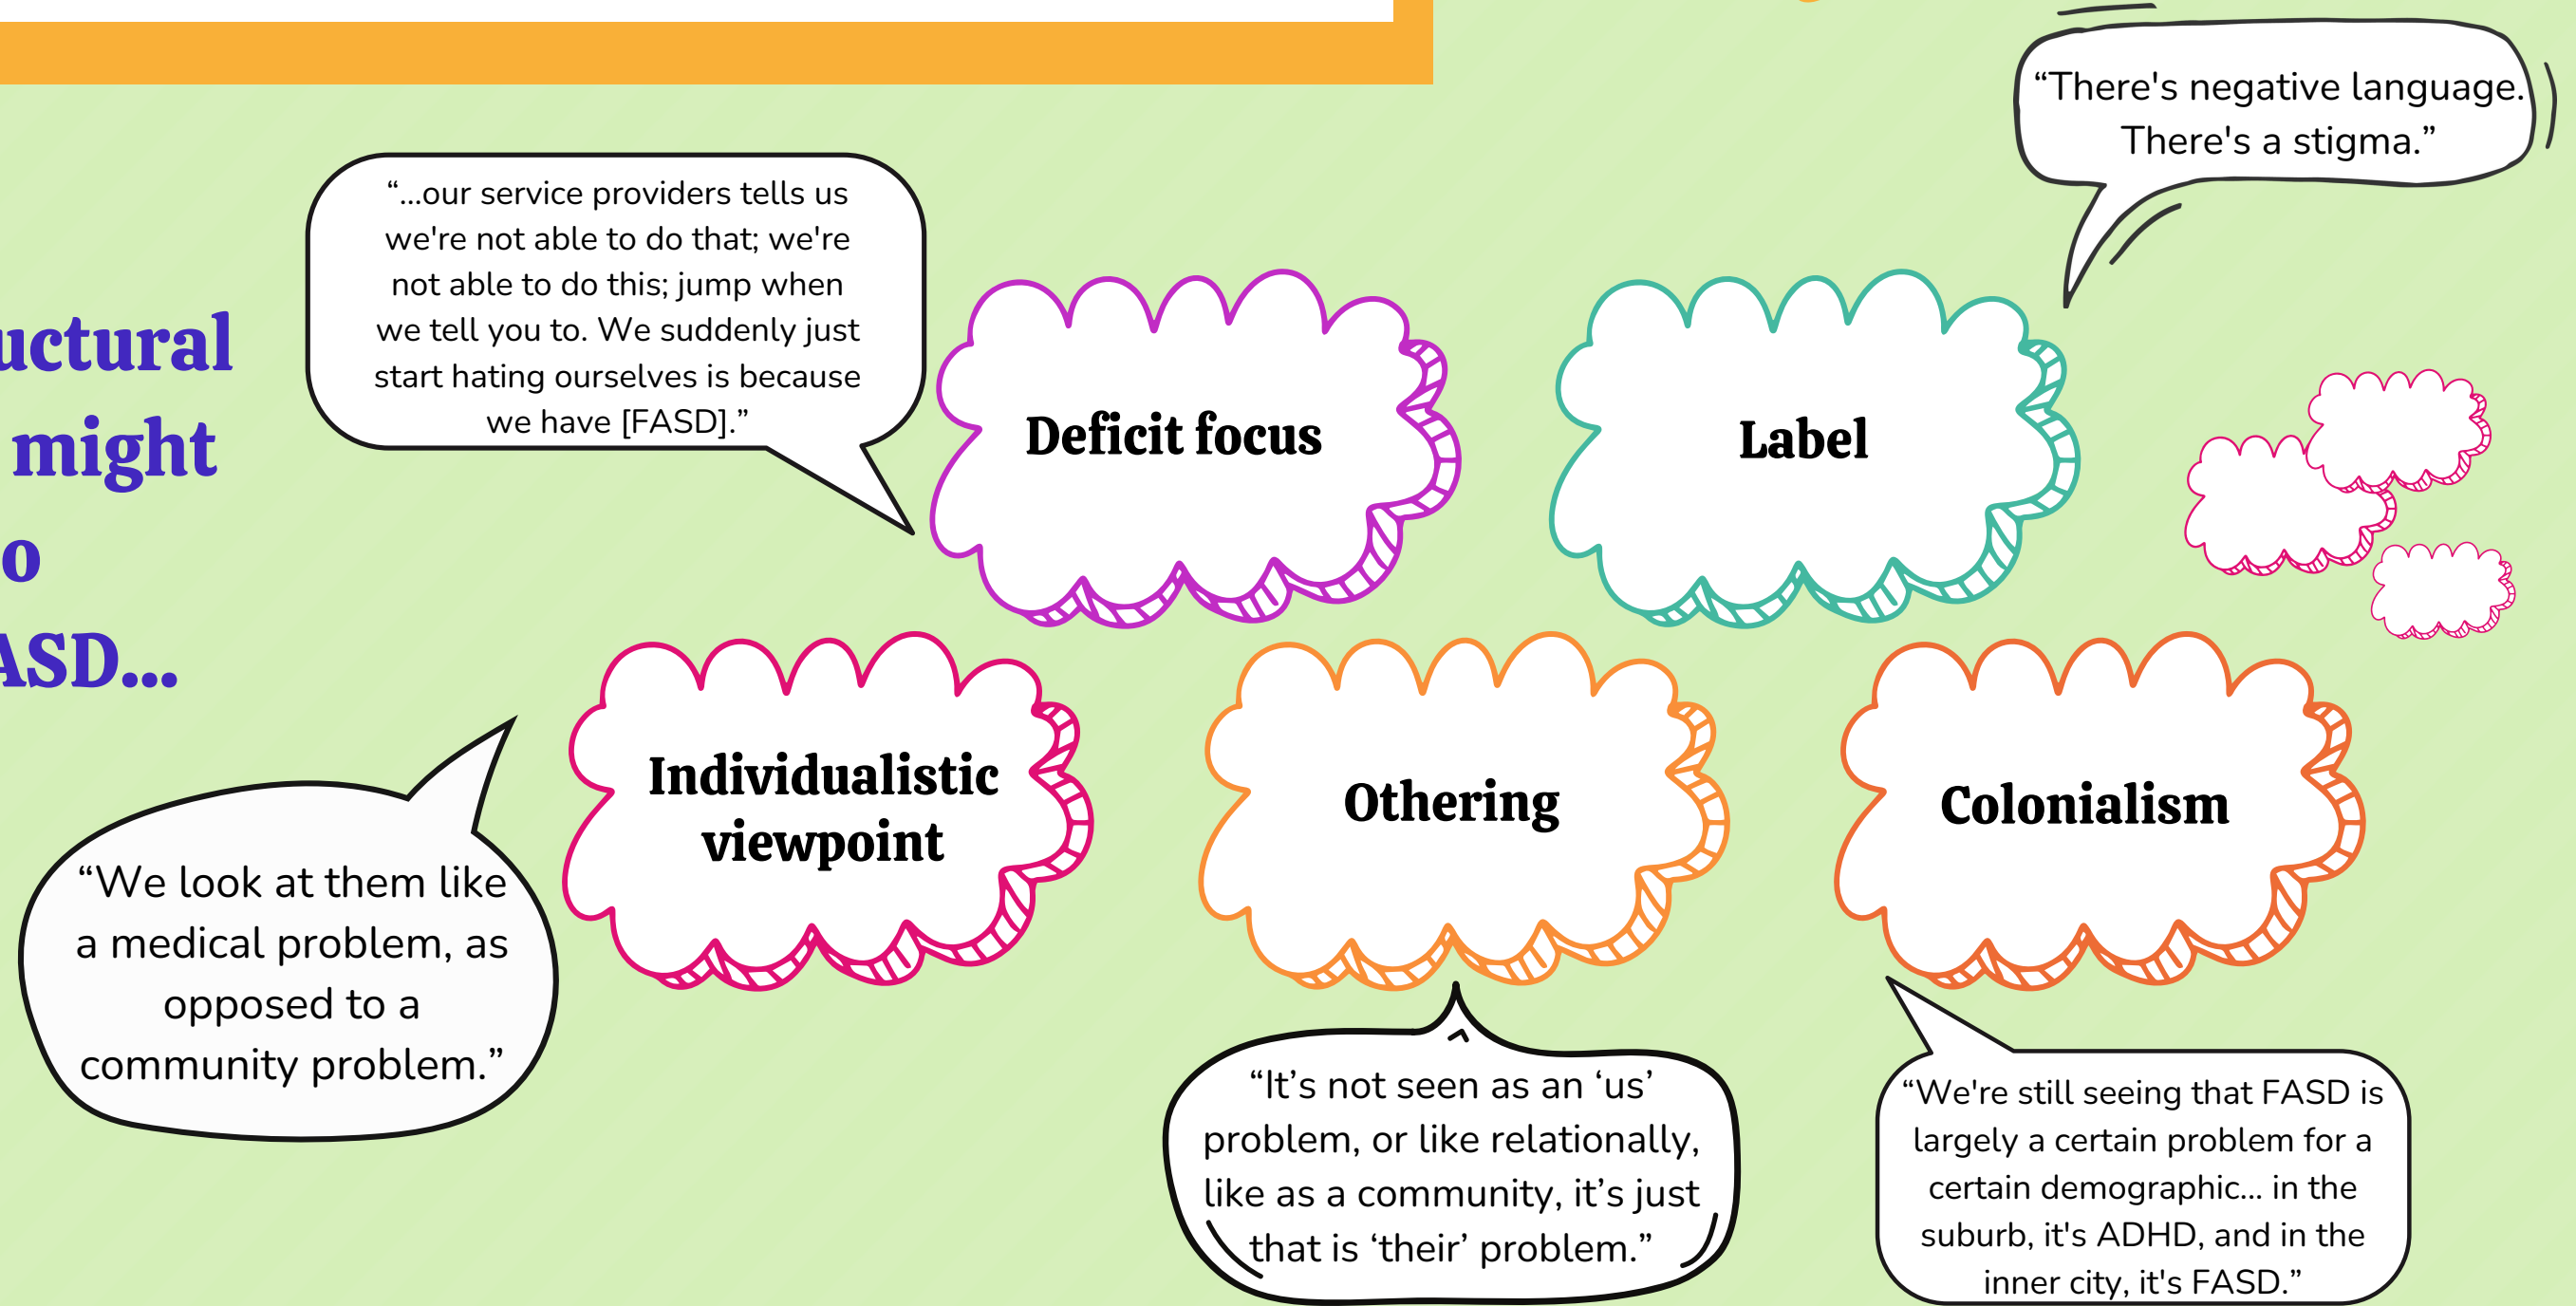 “There's negative language.
There's a stigma.”
“...our service providers tells us
we're not able to do that; we're
not able to do this; jump when
we tell you to. We suddenly just
start hating ourselves is because
we have [FASD].”
uctural
might
o
ASD...
Deficit focus
Label
Individualistic
viewpoint
Othering
Colonialism
“We look at them like
a medical problem, as
opposed to a
community problem.”
“It’s not seen as an ‘us’
problem, or like relationally,
like as a community, it’s just
that is ‘their’ problem.”
“We're still seeing that FASD is
largely a certain problem for a
certain demographic... in the
suburb, it's ADHD, and in the
inner city, it's FASD.”